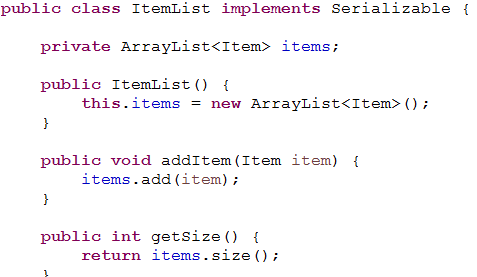 public class ItemList implements Serializable {
    private ArrayList<Item> items;
    public ItemList() {
        this.items = new ArrayList<Item>();
    }
    public void addItem(Item item) {
        items.add(item);
    }
    public int getSize() {
        return items.size();
    }